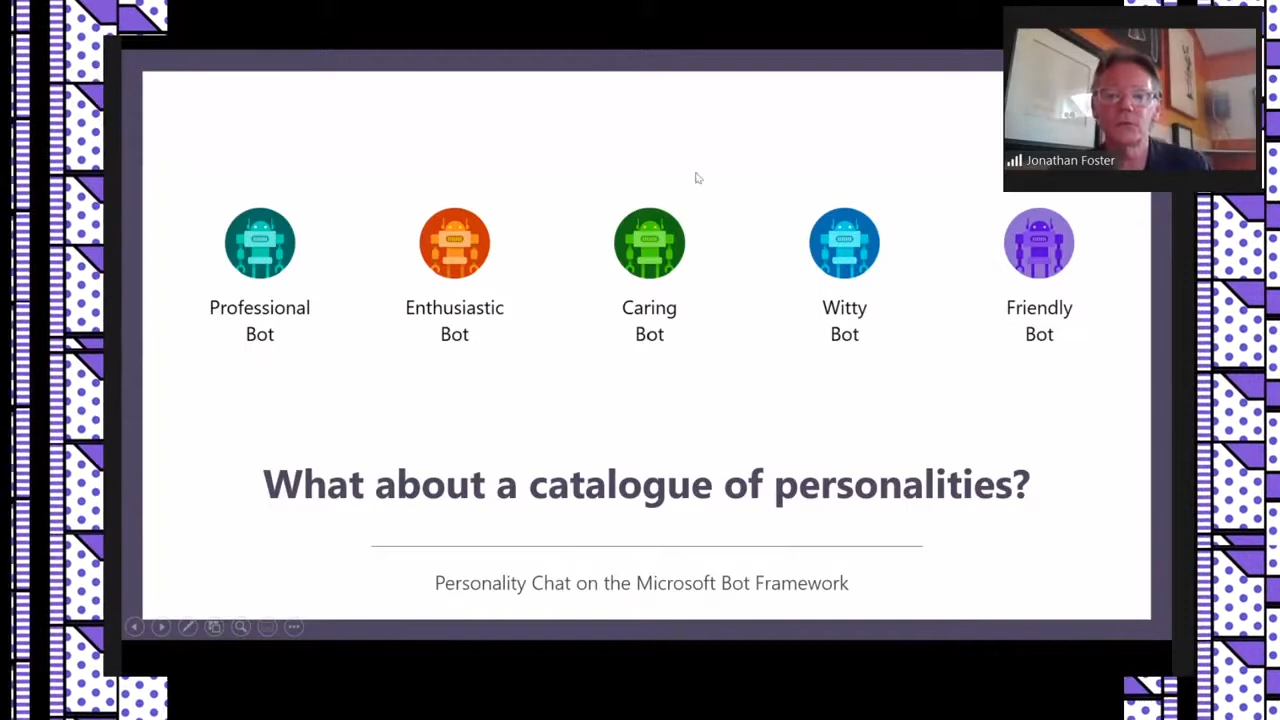 Jonathan Foster
Professional
Bot
Enthusiastic
Bot
Caring
Bot
Witty
Bot
Friendly
Bot
What about a catalogue of personalities?
Personality Chat on the Microsoft Bot Framework